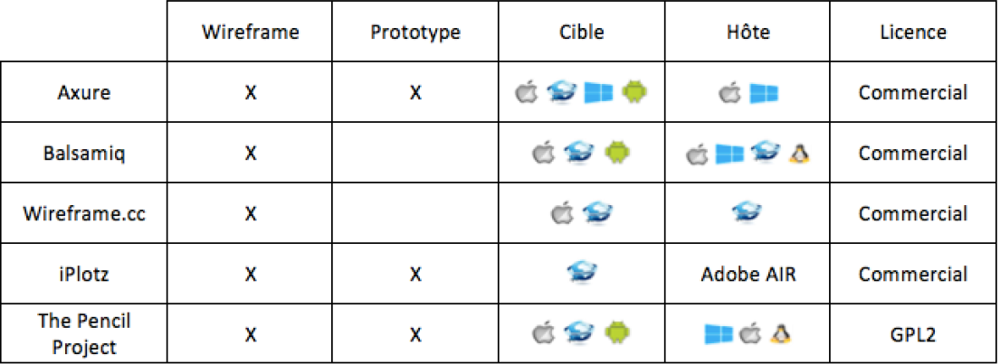 Wireframe Prototype Cible Hôte Licence
Axure X X Commercial
Balsamiq X Commercial
Wireframe.cc X Commercial
iPlotz X X Adobe AIR Commercial
The Pencil
Project X X GPL2